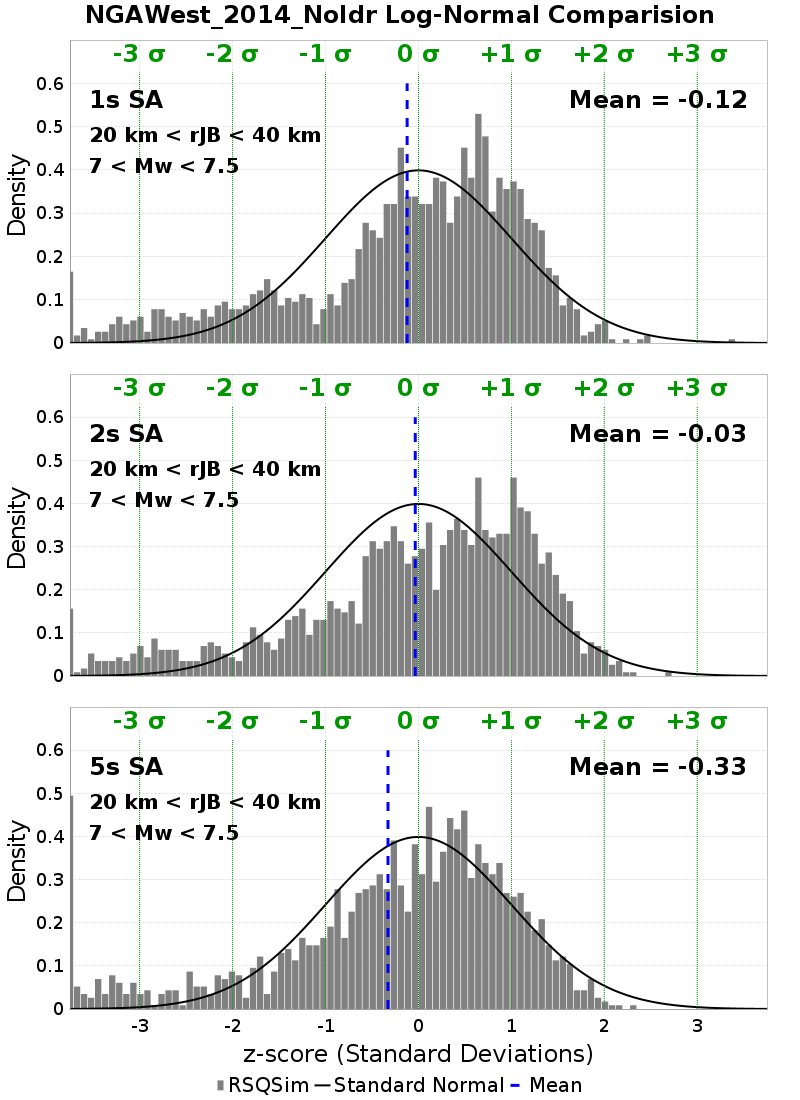 NGAWest_2014_NoIdr Log-Normal Comparision
-3 σ -2 σ -1 σ 0 σ +1 σ +2 σ +3 σ
1s SA Mean = -0.12
20 km < rJB < 40 km
7 < Mw < 7.5
Density
0.6
0.5
0.4
0.3
0.2
0.1
0
-3 σ -2 σ -1 σ 0 σ +1 σ +2 σ +3 σ
2s SA Mean = -0.03
20 km < rJB < 40 km
7 < Mw < 7.5
Density
0.6
0.5
0.4
0.3
0.2
0.1
0
-3 σ -2 σ -1 σ 0 σ +1 σ +2 σ +3 σ
5s SA Mean = -0.33
20 km < rJB < 40 km
7 < Mw < 7.5
Density
0.6
0.5
0.4
0.3
0.2
0.1
0
-3 -2 -1 0 1 2 3
z-score (Standard Deviations)
RSQSim Standard Normal Mean